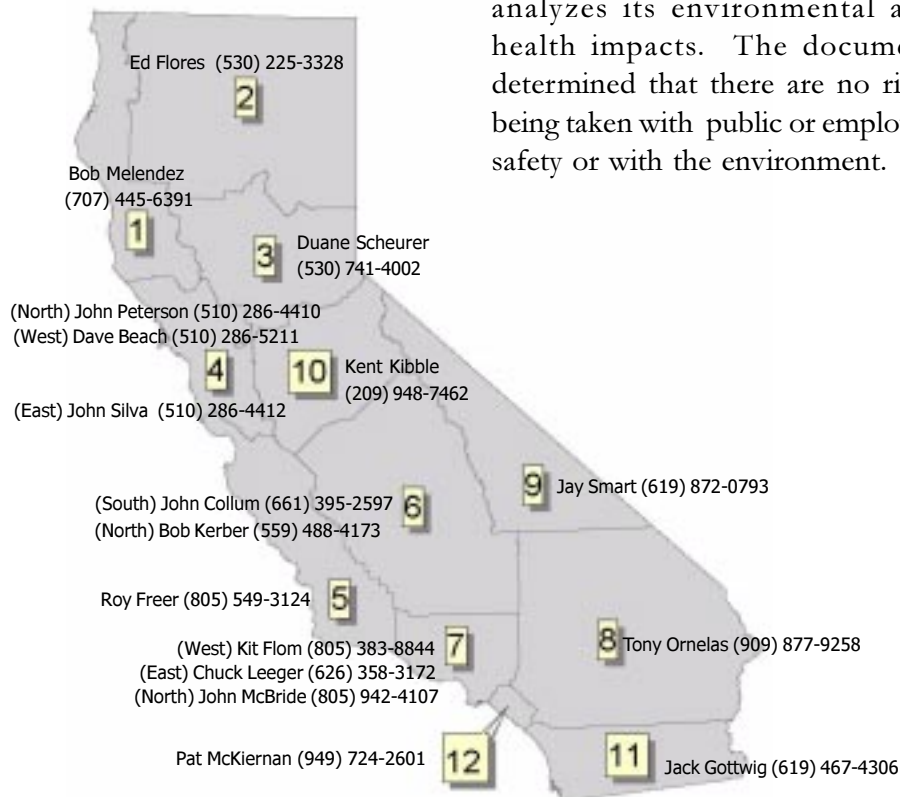 analyzes its environmental a
health impacts. The docume
determined that there are no ri
being taken with public or emplo
safety or with the environment.
Ed Flores (530) 225-3328
2
Bob Melendez
(707) 445-6391
1
3
Duane Scheurer
(530) 741-4002
(North) John Peterson (510) 286-4410
(West) Dave Beach (510) 286-5211
4
(East) John Silva (510) 286-4412
10
Kent Kibble
(209) 948-7462
9
Jay Smart (619) 872-0793
(South) John Collum (661) 395-2597
(North) Bob Kerber (559) 488-4173
6
Roy Freer (805) 549-3124
5
(West) Kit Flom (805) 383-8844
(East) Chuck Leeger (626) 358-3172
(North) John McBride (805) 942-4107
7
8
Tony Ornelas (909) 877-9258
Pat McKiernan (949) 724-2601
12
11
Jack Gottwig (619) 467-4306